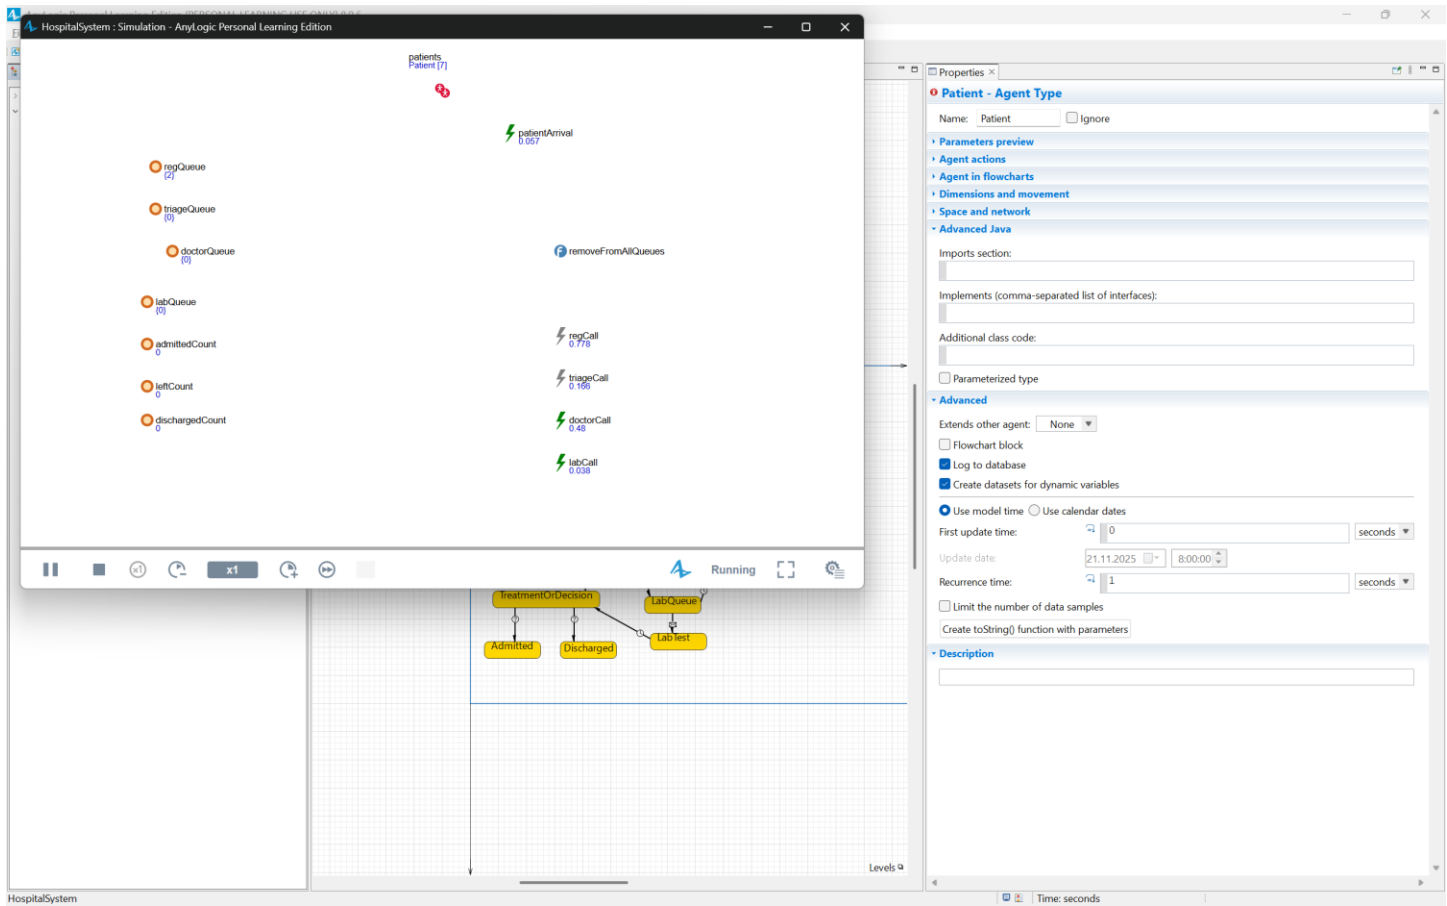 HospitalSystem : Simulation - AnyLogic Personal Learning Edition
patients
Patient [7]
patientArrival
0.057
regQueue
{2}
triageQueue
{0}
doctorQueue
{0}
removeFromAllQueues
labQueue
{0}
regCall
0.778
admittedCount
0
triageCall
0.166
leftCount
0
doctorCall
0.48
dischargedCount
0
labCall
0.038
x1
x1
Running
TreatmentOrDecision
LabQueue
LabTest
Admitted
Discharged
Levels
Properties
Patient - Agent Type
Name: Patient Ignore
Parameters preview
Agent actions
Agent in flowcharts
Dimensions and movement
Space and network
Advanced Java
Imports section:
Implements (comma-separated list of interfaces):
Additional class code:
Parameterized type
Advanced
Extends other agent: None
Flowchart block
Log to database
Create datasets for dynamic variables
Use model time Use calendar dates
First update time: 0 seconds
Update date: 21.11.2025 8:00:00
Recurrence time: 1 seconds
Limit the number of data samples
Create toString() function with parameters
Description
HospitalSystem
Time: seconds